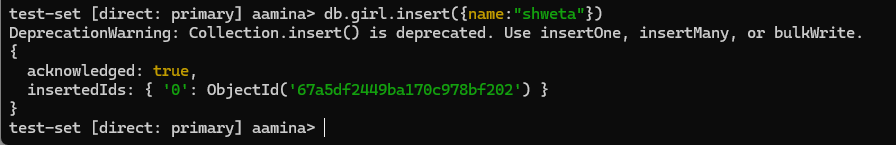 test-set [direct: primary] aamina> db.girl.insert({name:"shweta"})
DeprecationWarning: Collection.insert() is deprecated. Use insertOne, insertMany, or bulkWrite.
{
  acknowledged: true,
  insertedIds: { '0': ObjectId('67a5df2449ba170c978bf202') }
}
test-set [direct: primary] aamina>